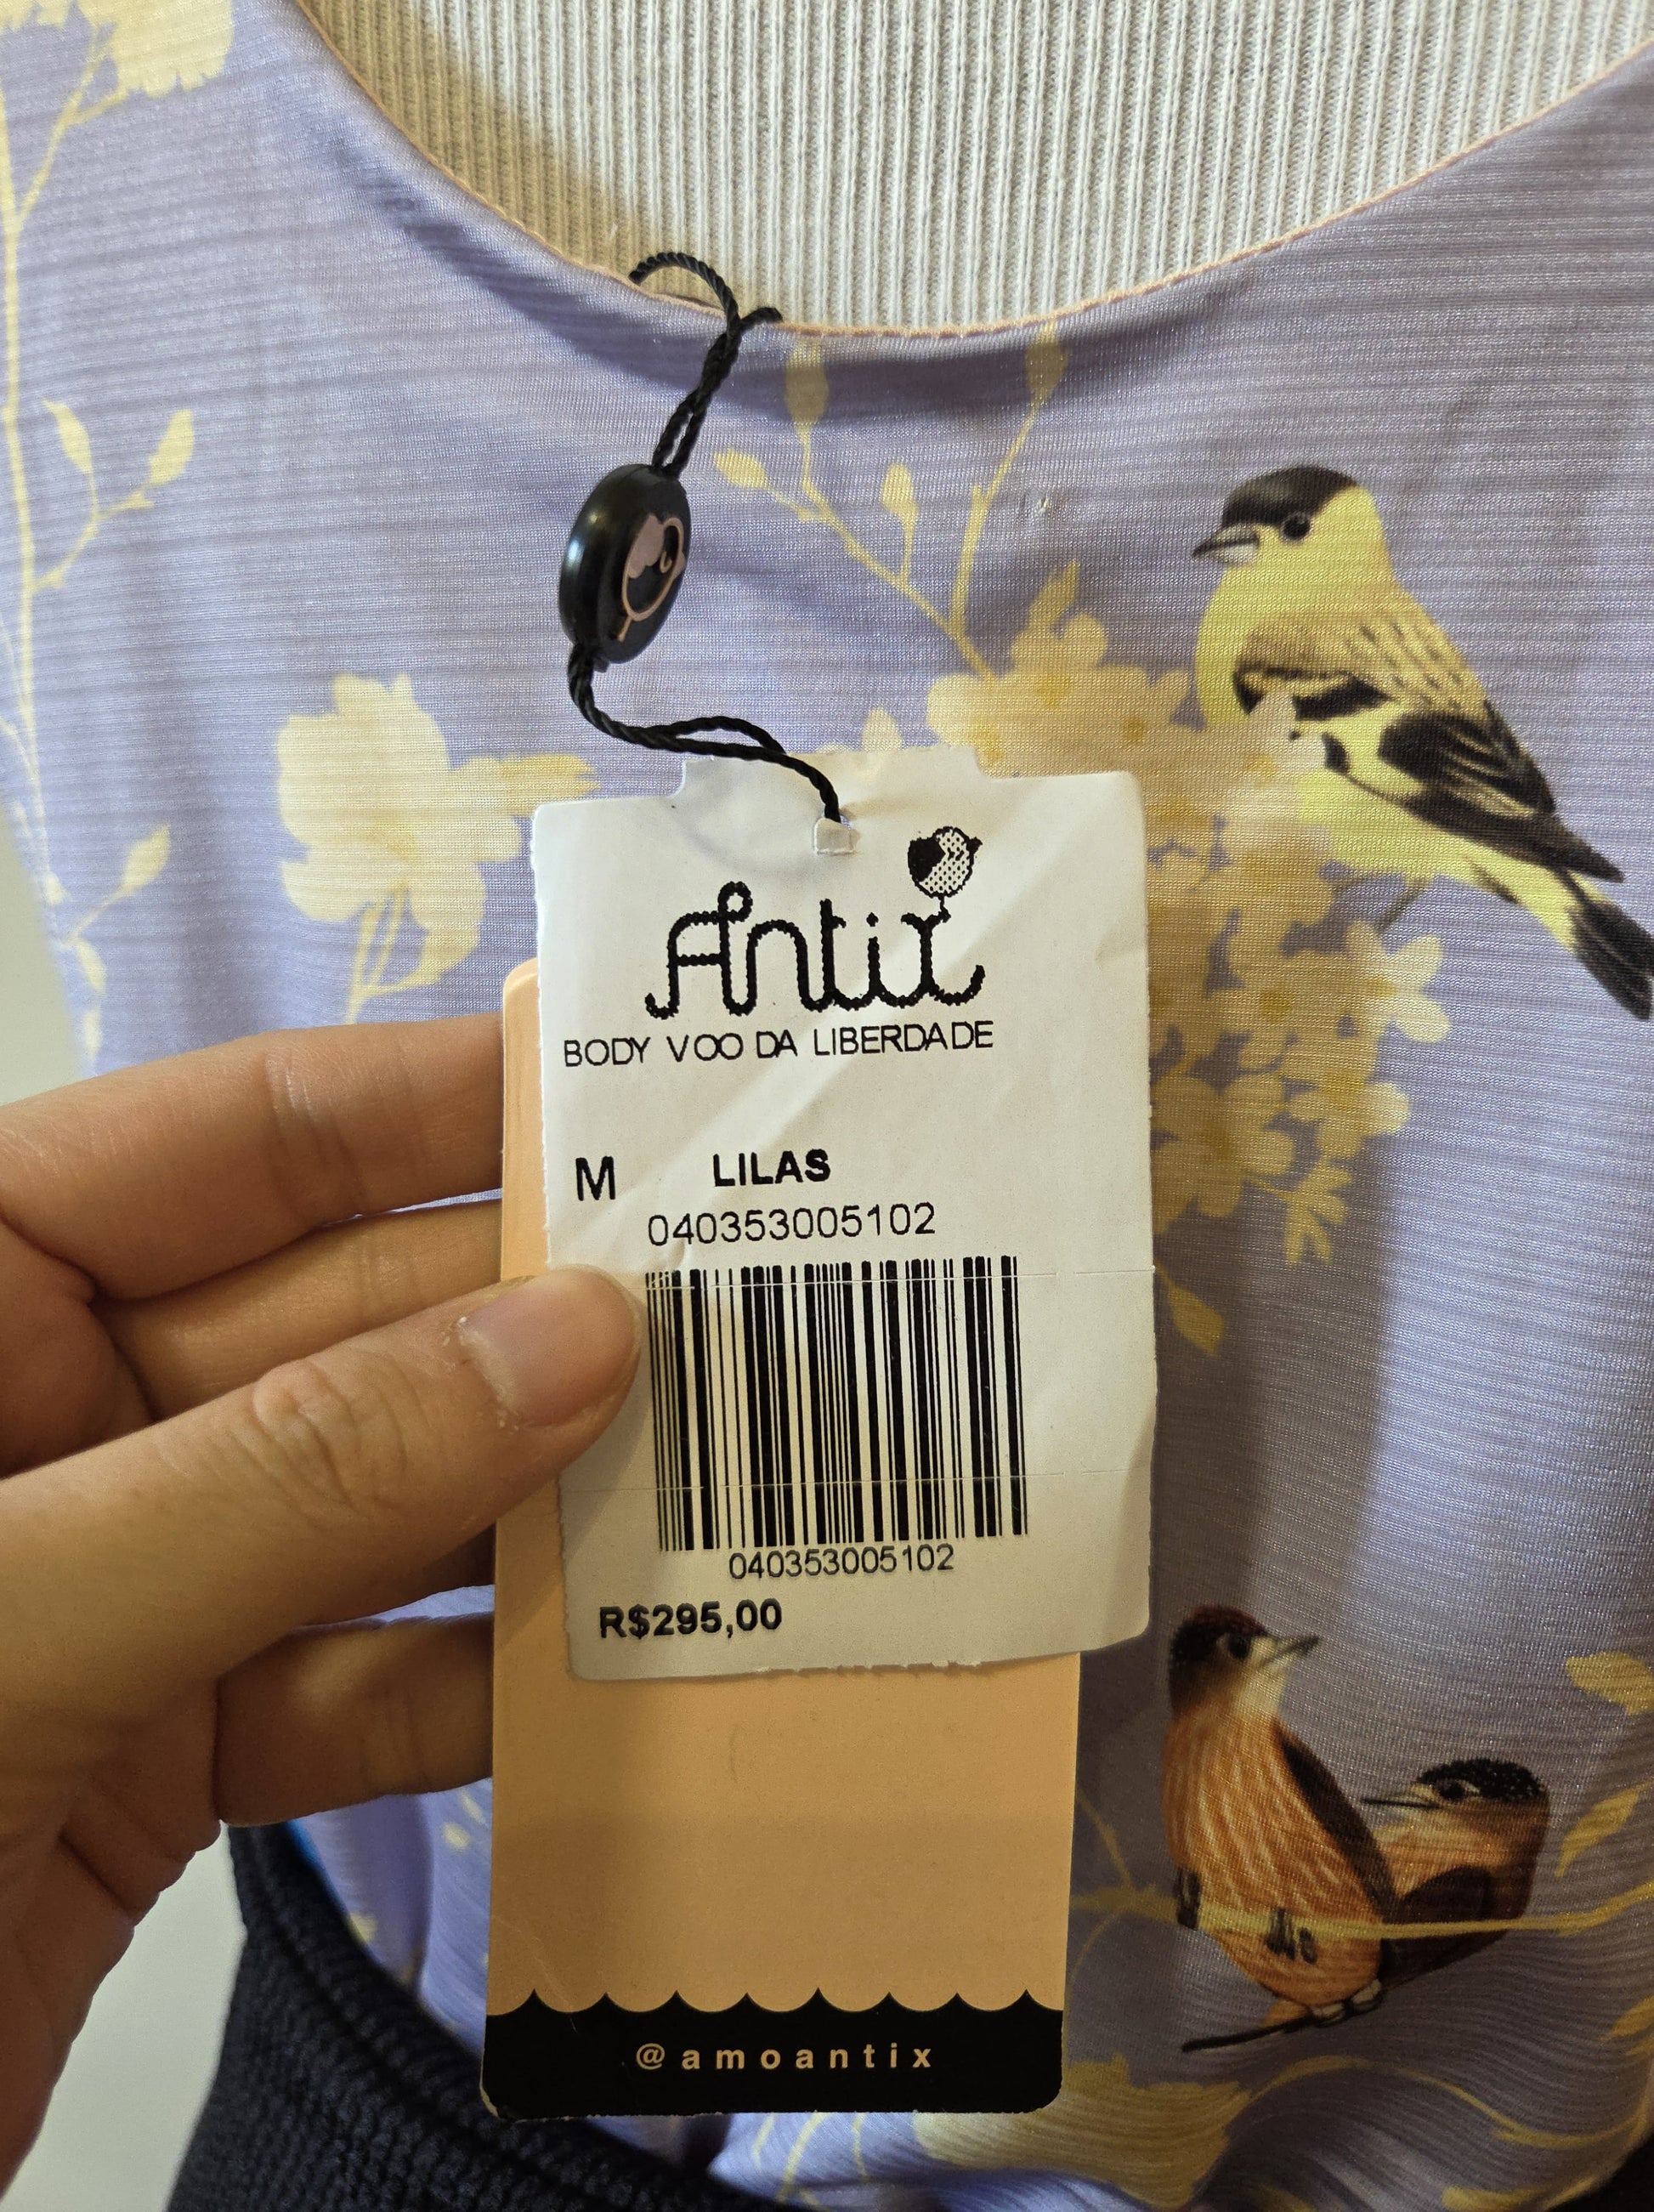 Antix
BODY VOO DA LIBERDADE
M LILAS
040353005102
040353005102
R$295,00
@amoantix